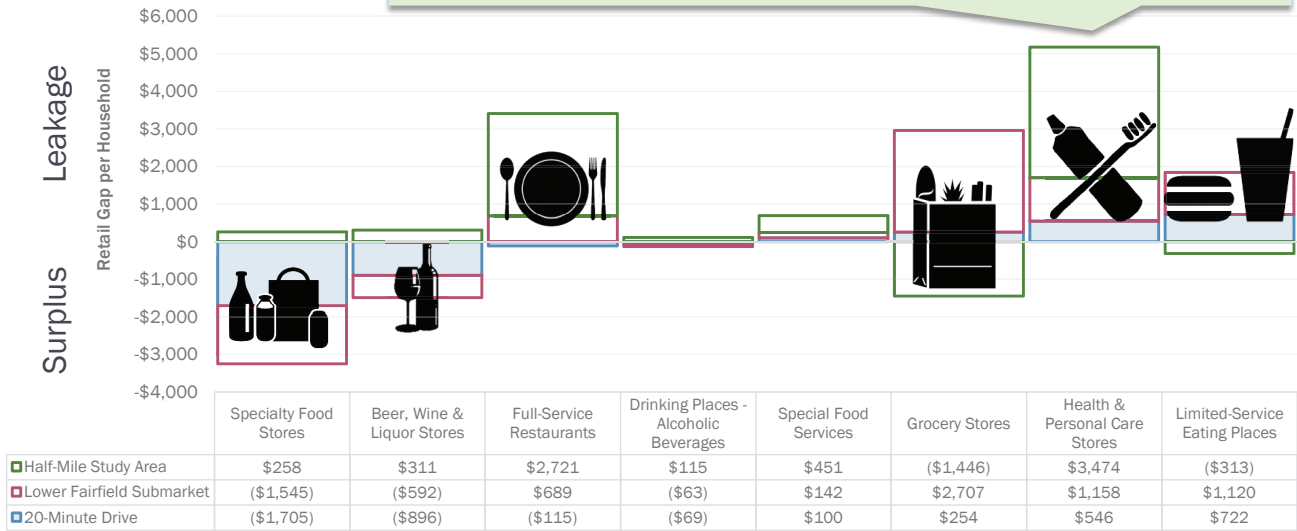 $6,000
$5,000
$4,000
$3,000
$2,000
$1,000
$0
-$1,000
-$2,000
-$3,000
-$4,000
Leakage
Surplus
Retail Gap per Household
Specialty Food
Stores
Beer, Wine &
Liquor Stores
Full-Service
Restaurants
Drinking Places -
Alcoholic
Beverages
Special Food
Services
Grocery Stores
Health &
Personal Care
Stores
Limited-Service
Eating Places
Half-Mile Study Area $258 $311 $2,721 $115 $451 ($1,446) $3,474 ($313)
Lower Fairfield Submarket ($1,545) ($592) $689 ($63) $142 $2,707 $1,158 $1,120
20-Minute Drive ($1,705) ($896) ($115) ($69) $100 $254 $546 $722